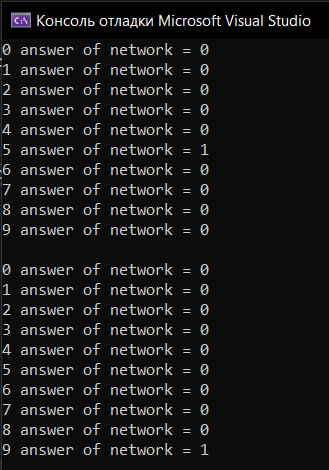 Консоль отладки Microsoft Visual Studio
0 answer of network = 0
1 answer of network = 0
2 answer of network = 0
3 answer of network = 0
4 answer of network = 0
5 answer of network = 1
6 answer of network = 0
7 answer of network = 0
8 answer of network = 0
9 answer of network = 0

0 answer of network = 0
1 answer of network = 0
2 answer of network = 0
3 answer of network = 0
4 answer of network = 0
5 answer of network = 0
6 answer of network = 0
7 answer of network = 0
8 answer of network = 0
9 answer of network = 1